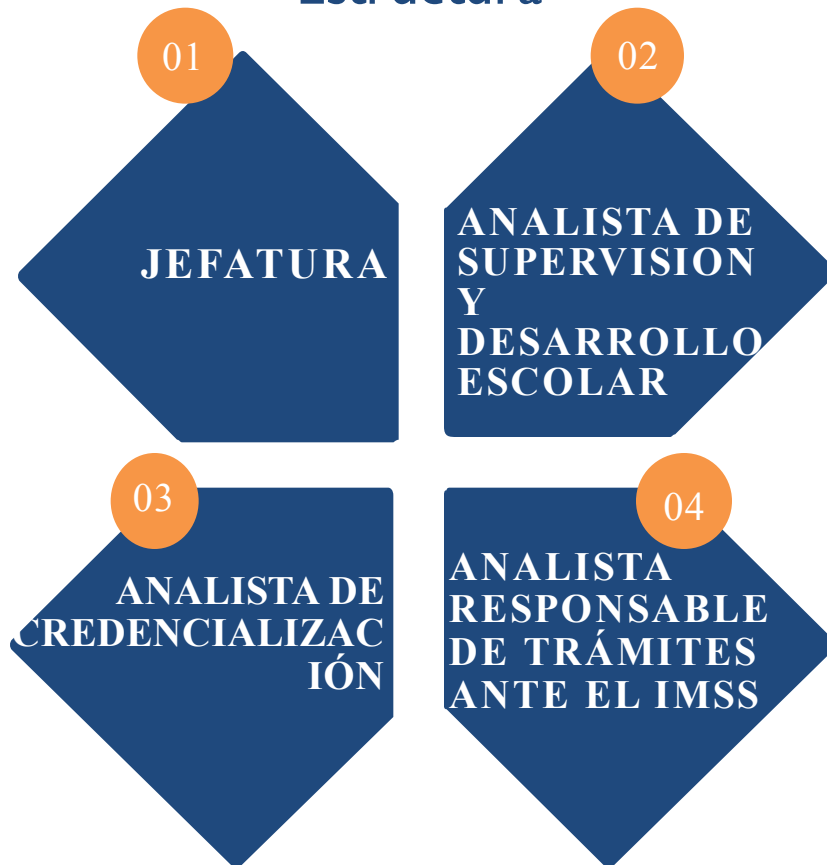 Estructura
01
JEFATURA
02
ANALISTA DE
SUPERVISION
Y
DESARROLLO
ESCOLAR
03
ANALISTA DE
CREDENCIALIZAC
IÓN
04
ANALISTA
RESPONSABLE
DE TRÁMITES
ANTE EL IMSS